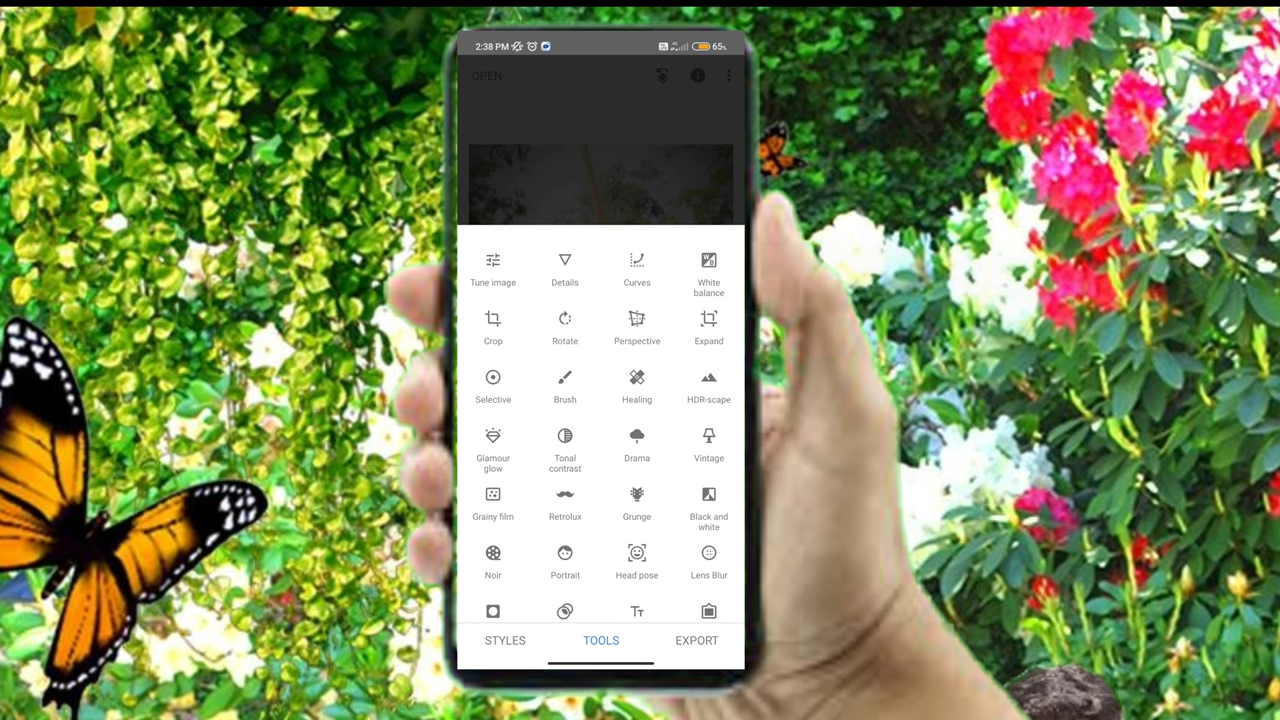 2:38 PM
65%
OPEN
Tune image
Details
Curves
White
balance
Crop
Rotate
Perspective
Expand
Selective
Brush
Healing
HDR-scape
Glamour
glow
Tonal
contrast
Drama
Vintage
Grainy film
Retrolux
Grunge
Black and
white
Noir
Portrait
Head pose
Lens Blur
STYLES
TOOLS
EXPORT